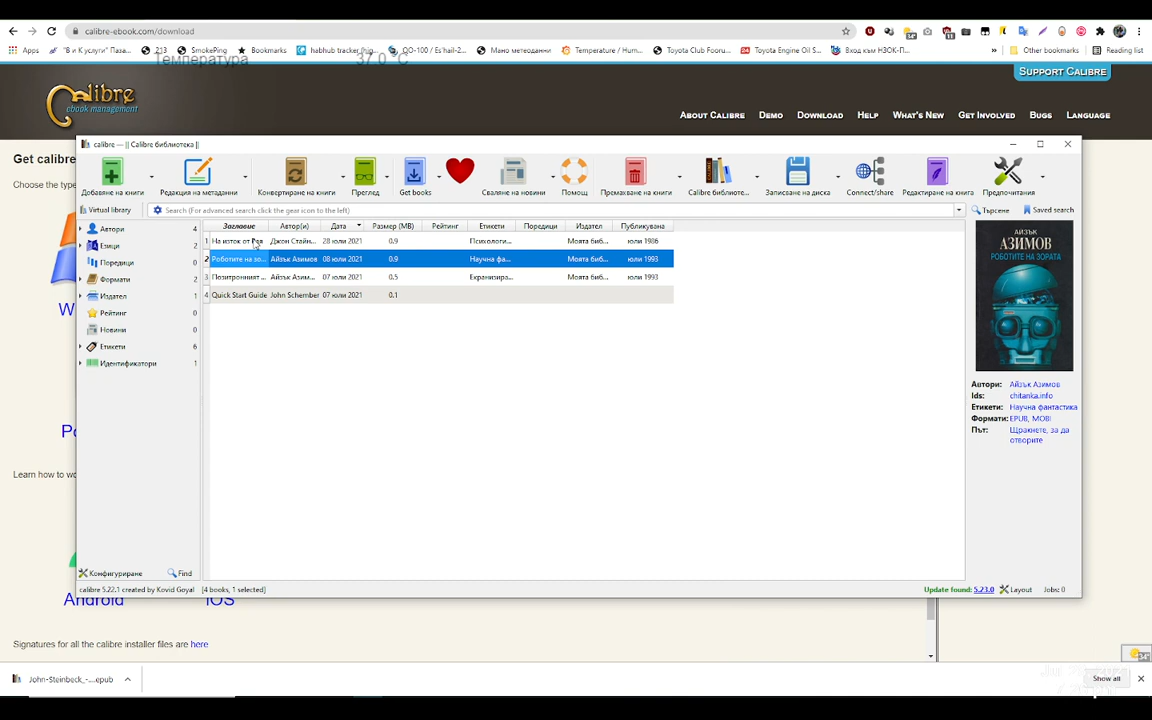 calibre-ebook.com/download
Apps
213
SmokePing
Bookmarks
habhub tracker (hig...
QO-100 / Es'hail-2...
Мано метеоданни
Temperature / Hum...
Toyota Club Foru...
Toyota Engine Oil S...
Вход към НЗОК-П...
»
Other bookmarks
Reading list
Температура
37.0 °C
Support Calibre
Calibre
ebook management
About Calibre
Demo
Download
Help
What's New
Get Involved
Bugs
Language
Get calibre
Choose the type
calibre — || Calibre библиотека ||
Добавяне на книги
Редакция на метаданни
Конвертиране на книги
Преглед
Get books
Сваляне на новини
Помощ
Премахване на книги
Calibre библиоте...
Записване на диска
Connect/share
Редактиране на книга
Предпочитания
Virtual library
Search (For advanced search click the gear icon to the left)
Търсене
Saved search
Автори 4
Езици 2
Поредици 0
Формати 2
Издател 1
Рейтинг 0
Новини 0
Етикети 6
Идентификатори 1
Заглавие Автор(и) Дата Размер (MB) Рейтинг Етикети Поредици Издател Публикувана
1 На изток от Рая Джон Стайн... 28 юли 2021 0.9 Психологи... Моята биб... юли 1986
2 Роботите на зо... Айзък Азимов 08 юли 2021 0.9 Научна фа... Моята биб... юли 1993
3 Позитронният ... Айзък Азим... 07 юли 2021 0.5 Екранизира... Моята биб... юли 1993
4 Quick Start Guide John Schember 07 юли 2021 0.1
АЙЗЪК
АЗИМОВ
РОБОТИТЕ НА ЗОРАТА
Автори: Айзък Азимов
Ids: chitanka.info
Етикети: Научна фантастика
Формати: EPUB, MOBI
Път: Щракнете, за да
отворите
W
Po
Learn how to wo
Конфигуриране
Find
calibre 5.22.1 created by Kovid Goyal [4 books, 1 selected]
Update found: 5.23.0
Layout
Jobs: 0
Android
iOS
Signatures for all the calibre installer files are here
34°
John-Steinbeck_-....epub
Show all